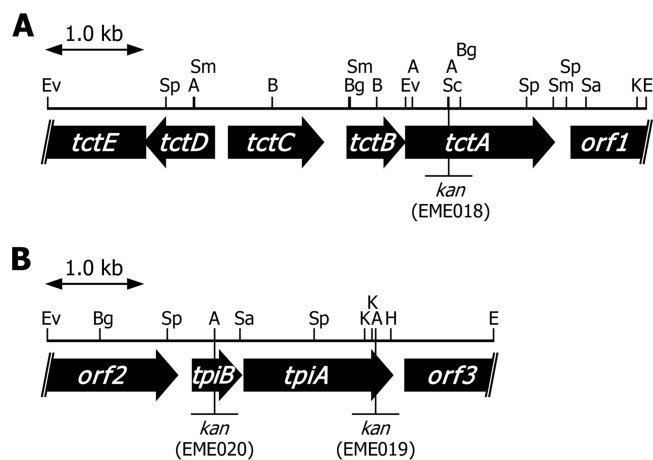 A
1.0 kb
Sm Sm A Bg Sp
Ev Sp A B Bg B Ev A Sc Sp Sm Sa K E
tctE tctD tctC tctB tctA orf1
kan
(EME018)
B
1.0 kb
K
Ev Bg Sp A Sa Sp K A H E
orf2 tpiB tpiA orf3
kan kan
(EME020) (EME019)